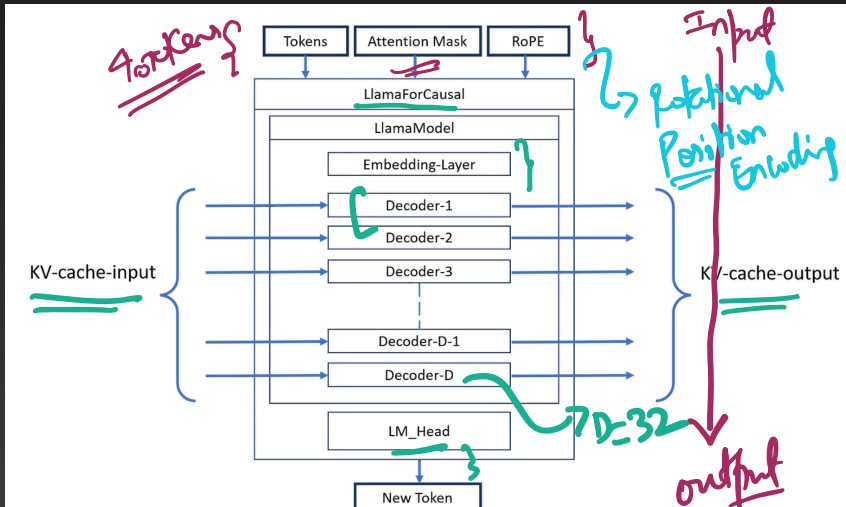 Tokens
Attention Mask
RoPE
Input
4 Tokens
LlamaForCausal
Rotational
Position
Encoding
LlamaModel
Embedding-Layer
Decoder-1
Decoder-2
Decoder-3
KV-cache-input
KV-cache-output
Decoder-D-1
Decoder-D
D=32
LM_Head
output
New Token